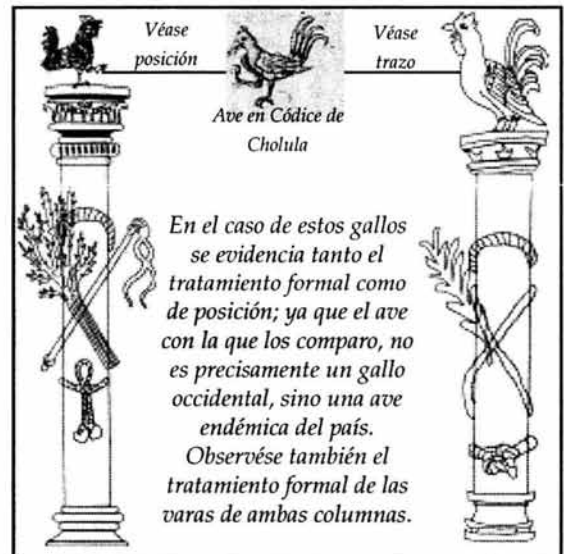 Véase
posición
Véase
trazo
Ave en Códice de
Cholula
En el caso de estos gallos
se evidencia tanto el
tratamiento formal como
de posición; ya que el ave
con la que los comparo, no
es precisamente un gallo
occidental, sino una ave
endémica del país.
Observése también el
tratamiento formal de las
varas de ambas columnas.